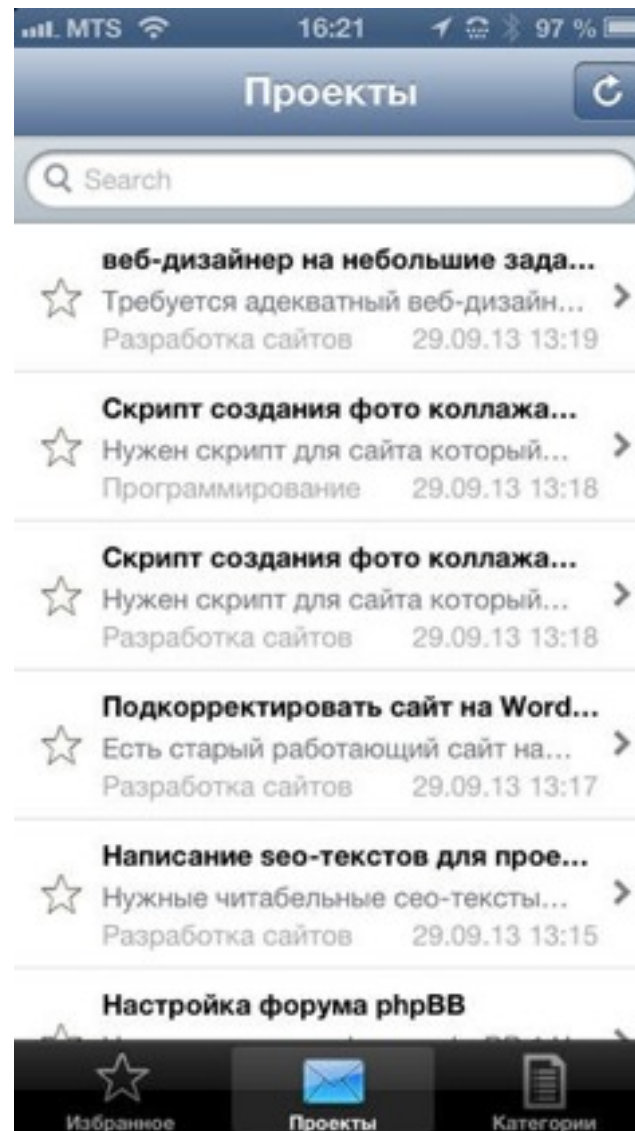 MTS 16:21 97 %
Проекты
Search
веб-дизайнер на небольшие зада...
Требуется адекватный веб-дизайн...
Разработка сайтов 29.09.13 13:19
Скрипт создания фото коллажа...
Нужен скрипт для сайта который...
Программирование 29.09.13 13:18
Скрипт создания фото коллажа...
Нужен скрипт для сайта который...
Разработка сайтов 29.09.13 13:18
Подкорректировать сайт на Word...
Есть старый работающий сайт на...
Разработка сайтов 29.09.13 13:17
Написание seo-текстов для прое...
Нужные читабельные сео-тексты...
Разработка сайтов 29.09.13 13:15
Настройка форума phpBB
Избранное Проекты Категории